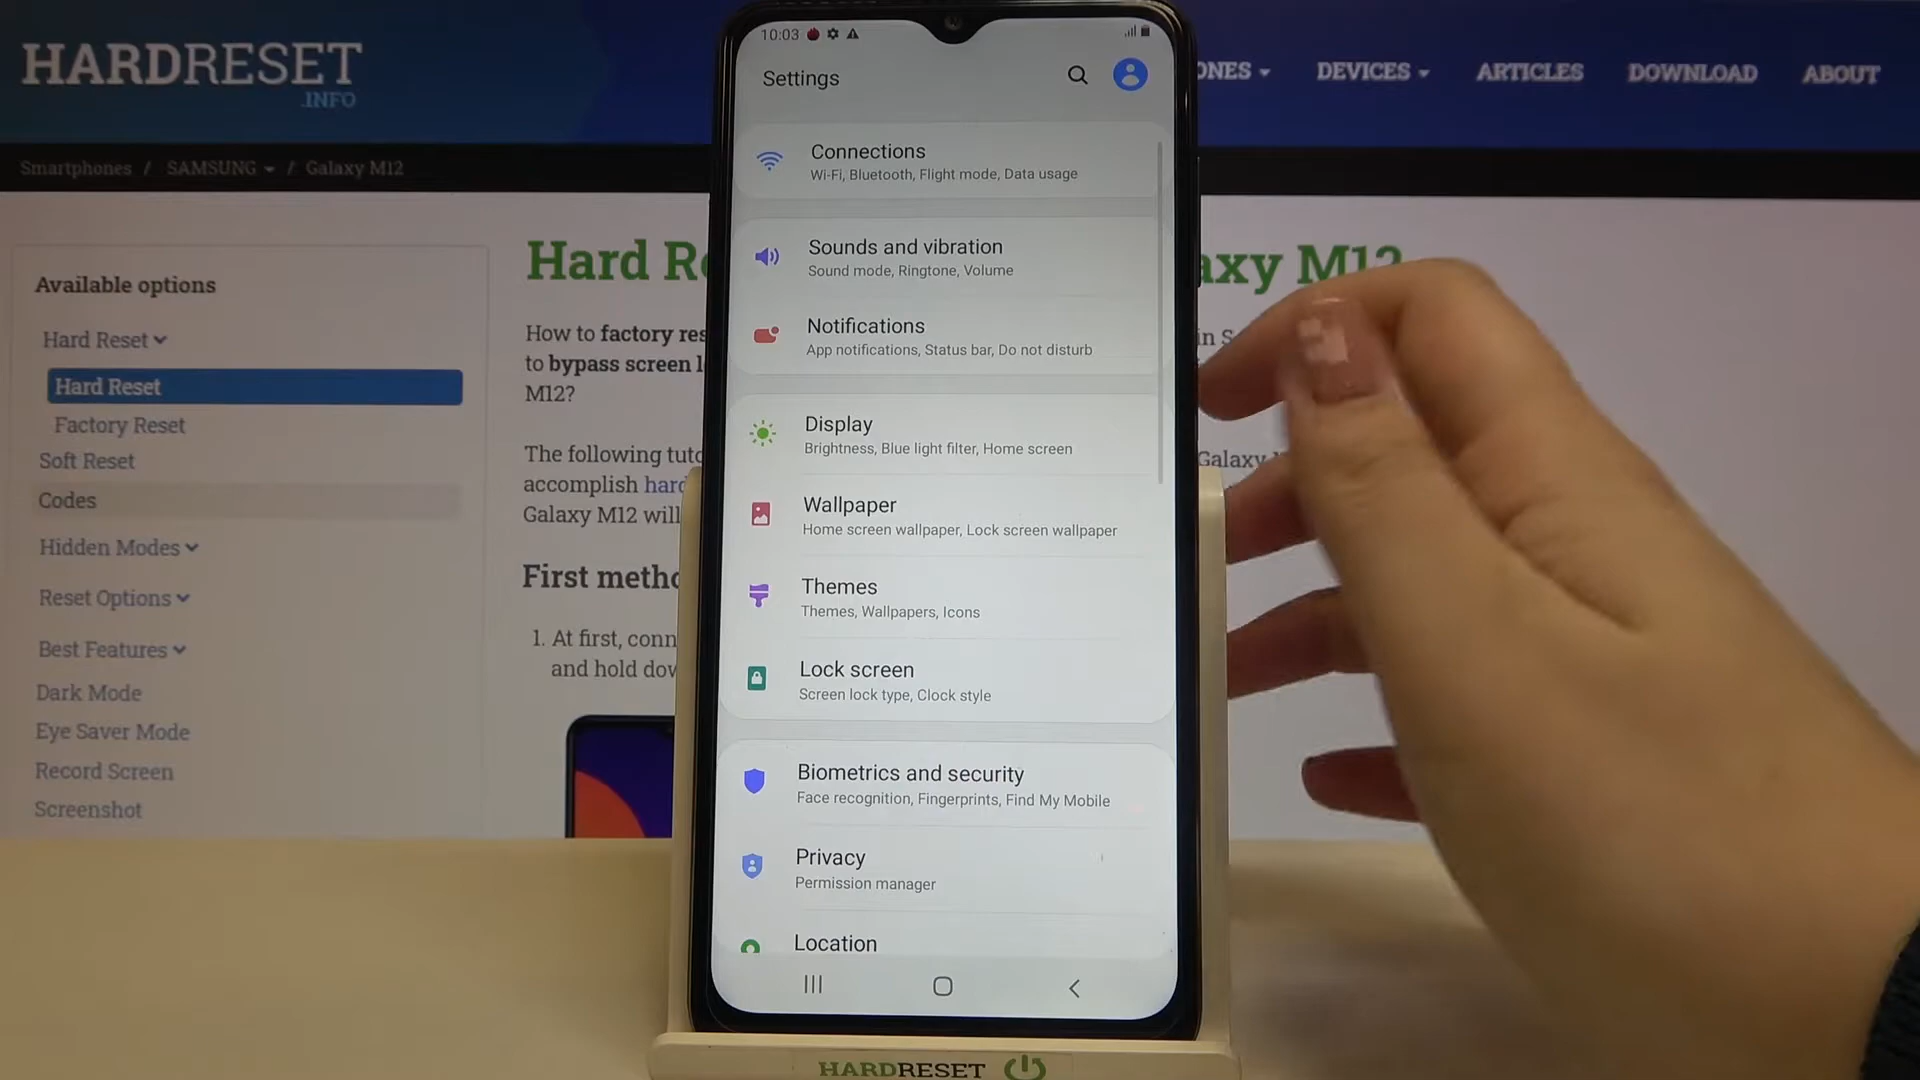 HARDRESET
.INFO
ONES
DEVICES
ARTICLES
DOWNLOAD
ABOUT
Smartphones / SAMSUNG / Galaxy M12
Available options
Hard Reset
Hard Reset
Factory Reset
Soft Reset
Codes
Hidden Modes
Reset Options
Best Features
Dark Mode
Eye Saver Mode
Record Screen
Screenshot
Hard R
axy M12
How to factory res
in S
to bypass screen l
M12?
The following tuto
Galaxy
accomplish hard
Galaxy M12 will
First metho
1. At first, conn
and hold dow
10:03
Settings
Connections
Wi-Fi, Bluetooth, Flight mode, Data usage
Sounds and vibration
Sound mode, Ringtone, Volume
Notifications
App notifications, Status bar, Do not disturb
Display
Brightness, Blue light filter, Home screen
Wallpaper
Home screen wallpaper, Lock screen wallpaper
Themes
Themes, Wallpapers, Icons
Lock screen
Screen lock type, Clock style
Biometrics and security
Face recognition, Fingerprints, Find My Mobile
Privacy
Permission manager
Location
HARDRESET